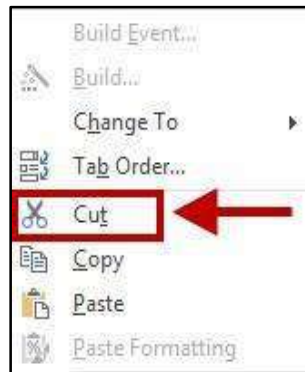 Build Event...
Build...
Change To
Tab Order...
Cut
Copy
Paste
Paste Formatting